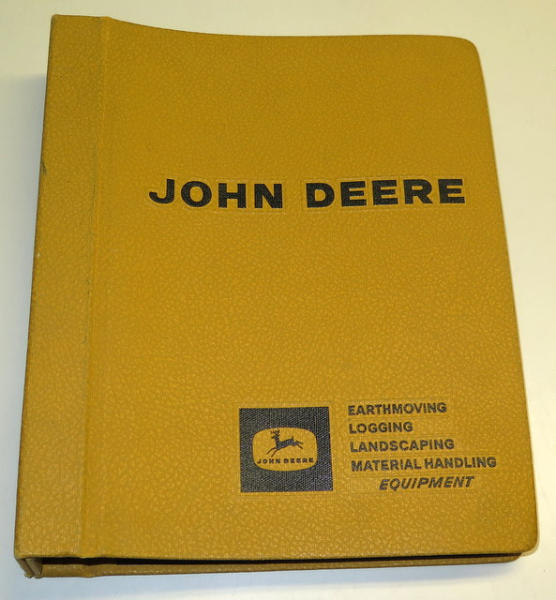 JOHN DEERE
EARTHMOVING
LOGGING
LANDSCAPING
MATERIAL HANDLING
EQUIPMENT
JOHN DEERE